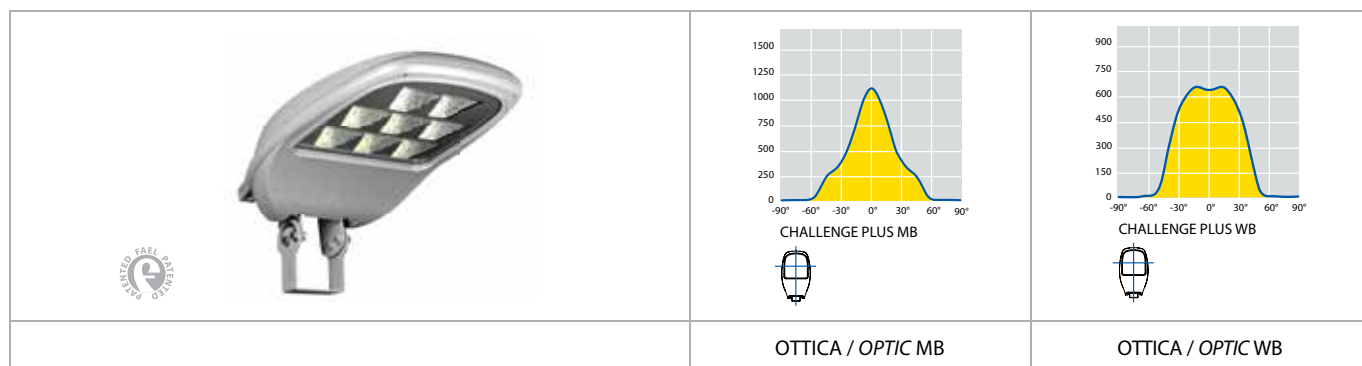 FAEL PATENTED PATENTED
1500
1250
1000
750
500
250
0
-90° -60° -30° 0° 30° 60° 90°
CHALLENGE PLUS MB
900
750
600
450
300
150
0
-90° -60° -30° 0° 30° 60° 90°
CHALLENGE PLUS WB
OTTICA / OPTIC MB
OTTICA / OPTIC WB